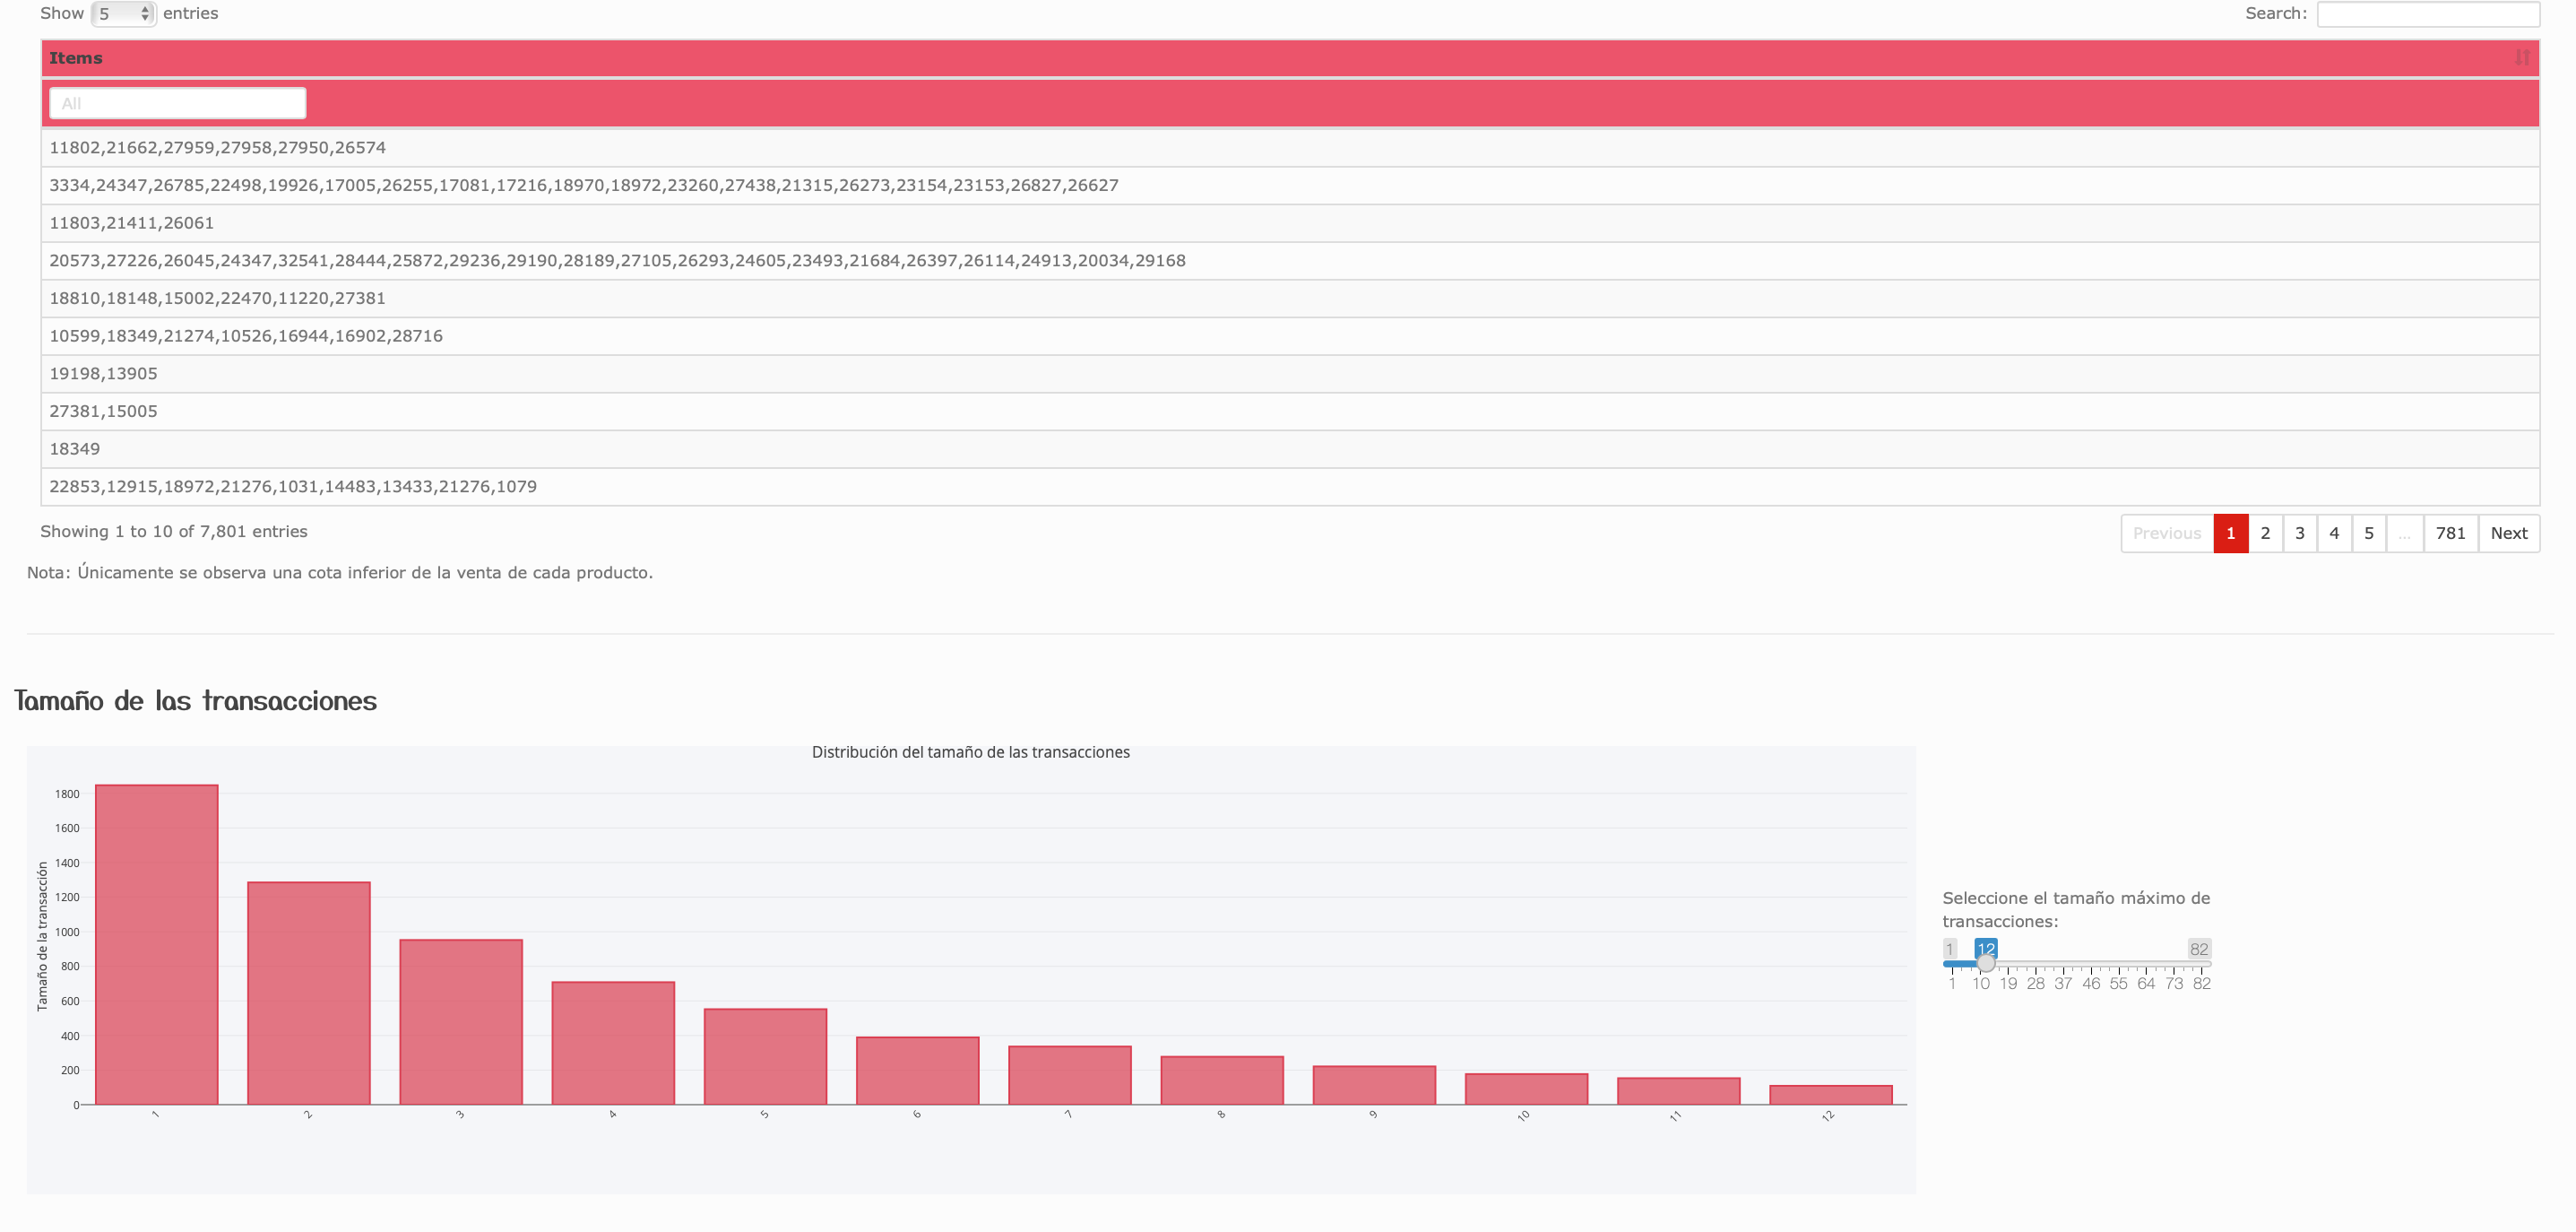 Show 5 entries
Search:
Items
All
11802,21662,27959,27958,27950,26574
3334,24347,26785,22498,19926,17005,26255,17081,17216,18970,18972,23260,27438,21315,26273,23154,23153,26827,26627
11803,21411,26061
20573,27226,26045,24347,32541,28444,25872,29236,29190,28189,27105,26293,24605,23493,21684,26397,26114,24913,20034,29168
18810,18148,15002,22470,11220,27381
10599,18349,21274,10526,16944,16902,28716
19198,13905
27381,15005
18349
22853,12915,18972,21276,1031,14483,13433,21276,1079
Showing 1 to 10 of 7,801 entries
Previous 1 2 3 4 5 ... 781 Next
Nota: Únicamente se observa una cota inferior de la venta de cada producto.
Tamaño de las transacciones
Distribución del tamaño de las transacciones
Tamaño de la transacción
1800
1600
1400
1200
1000
800
600
400
200
0
1 2 3 4 5 6 7 8 9 10 11 12
Seleccione el tamaño máximo de
transacciones:
1 12 82
1 10 19 28 37 46 55 64 73 82